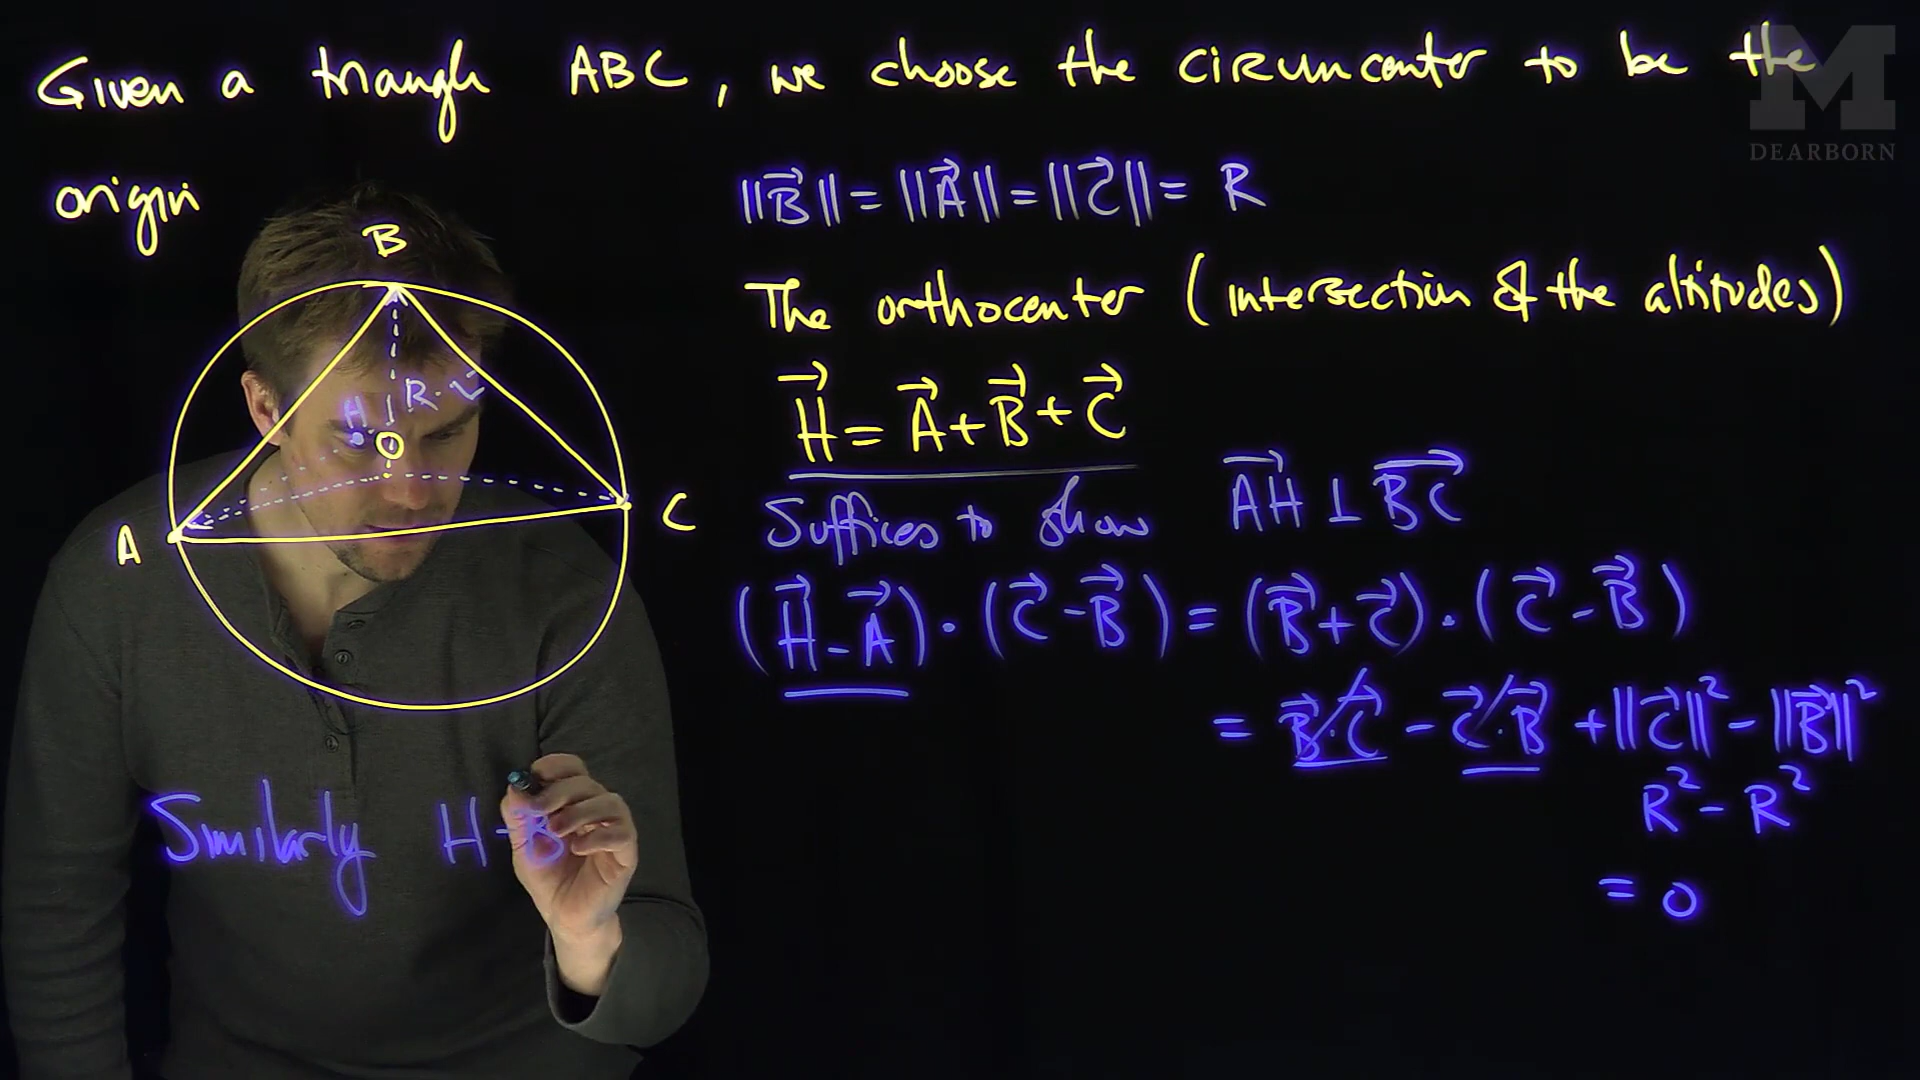 Given a triangle ABC, we choose the CIRCUMCENTER to be the
origin
M
DEARBORN
||B⃗|| = ||A⃗|| = ||C⃗|| = R
The orthocenter (intersection of the altitudes)
H⃗ = A⃗ + B⃗ + C⃗
Suffices to show AH⃗ ⊥ BC⃗
(H⃗ - A⃗) · (C⃗ - B⃗) = (B⃗ + C⃗) · (C⃗ - B⃗)
= B⃗·C⃗ - C⃗·B⃗ + ||C⃗||² - ||B⃗||²
R² - R²
= 0
B
R
H
O
A
C
Similarly H - B